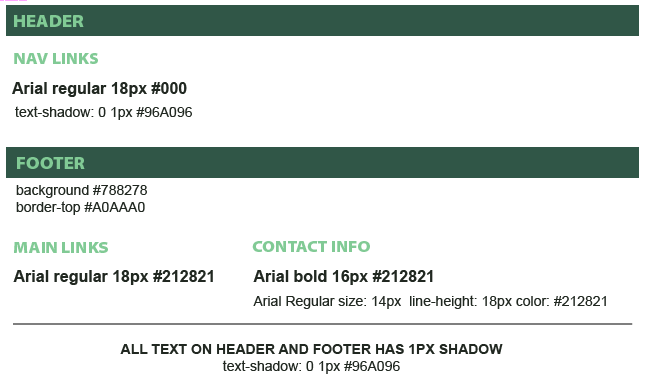 HEADER
NAV LINKS
Arial regular 18px #000
text-shadow: 0 1px #96A096
FOOTER
background #788278
border-top #A0AAA0
MAIN LINKS
Arial regular 18px #212821
CONTACT INFO
Arial bold 16px #212821
Arial Regular size: 14px line-height: 18px color: #212821
ALL TEXT ON HEADER AND FOOTER HAS 1PX SHADOW
text-shadow: 0 1px #96A096